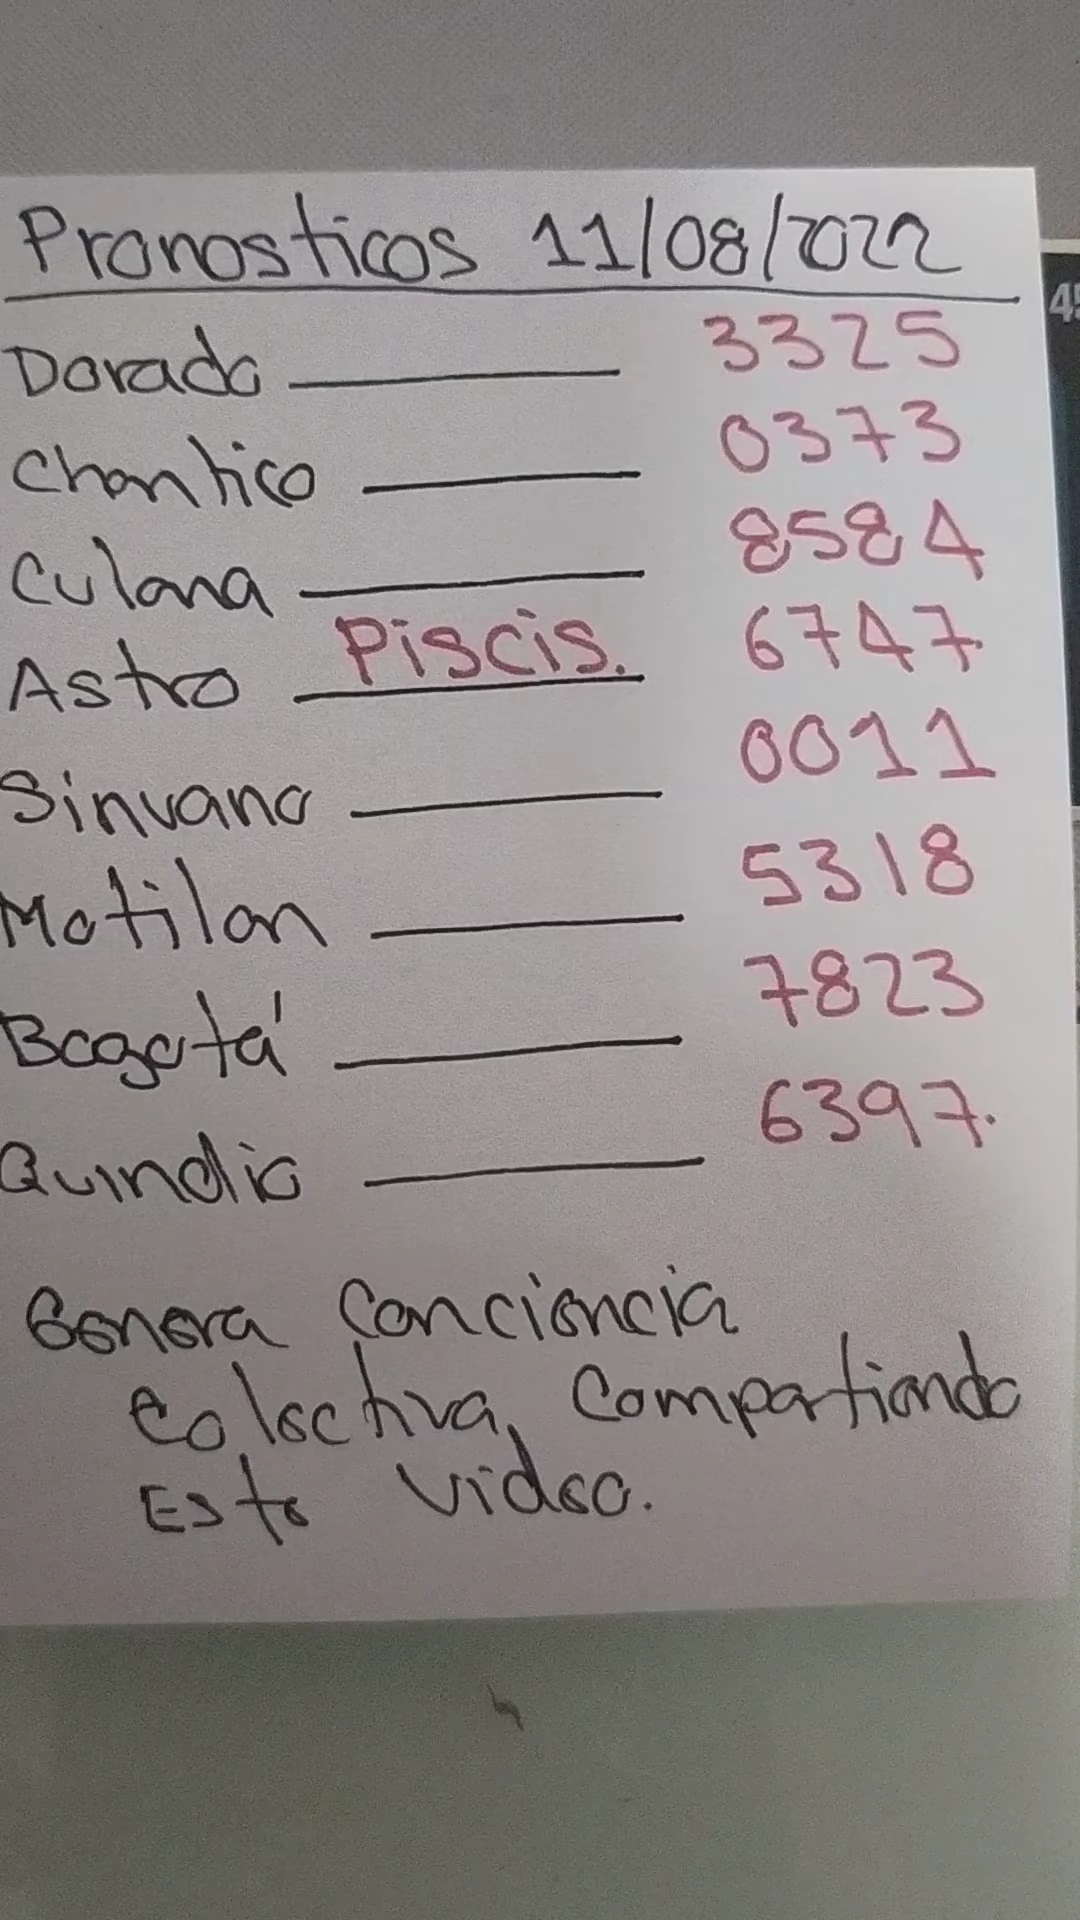 Pronosticos 11/08/2022
Dorado 3325
Chontico 0373
Culona 8584
Astro Piscis. 6747.
Sinuano 0011
Motilon 5318
Bogotá 7823
Quindio 6397.
Genera Conciencia
Colectiva, Compartiendo
Este video.
45